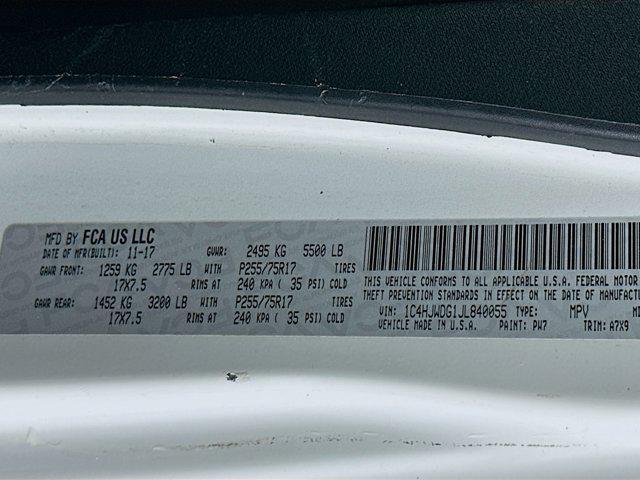 MFD BY FCA US LLC
DATE OF MFR(BUILT): 11-17 GVWR: 2495 KG 5500 LB
GAWR FRONT: 1259 KG 2775 LB WITH P255/75R17 TIRES
17X7.5 RIMS AT 240 KPA ( 35 PSI) COLD
GAWR REAR: 1452 KG 3200 LB WITH P255/75R17 TIRES
17X7.5 RIMS AT 240 KPA ( 35 PSI) COLD
THIS VEHICLE CONFORMS TO ALL APPLICABLE U.S.A. FEDERAL MOTOR
THEFT PREVENTION STANDARDS IN EFFECT ON THE DATE OF MAN
VIN: 1C4HJWDG1JL840055 TYPE: MPV
VEHICLE MADE IN U.S.A. PAINT: PW7 TRIM: A7X9